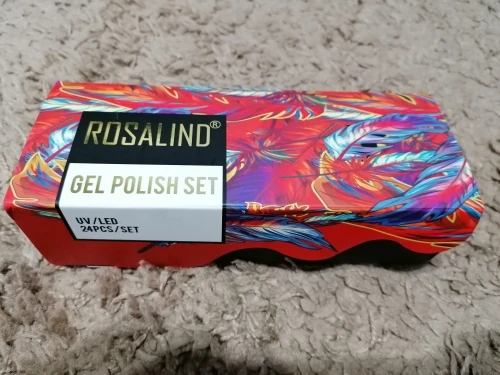 ROSALIND®
GEL POLISH SET
UV/LED
24PCS/SET